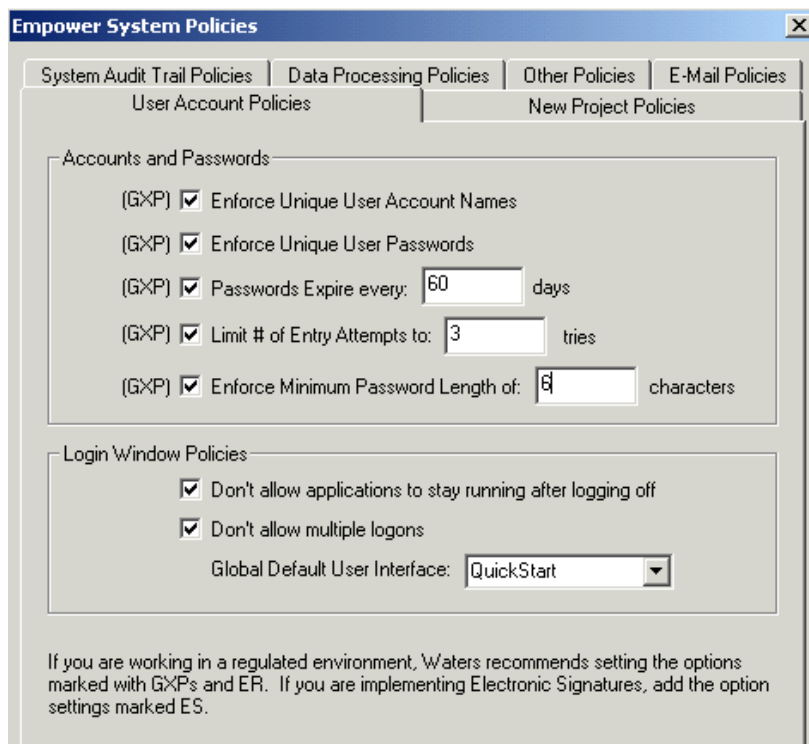 Empower System Policies
System Audit Trail Policies
Data Processing Policies
Other Policies
E-Mail Policies
User Account Policies
New Project Policies
Accounts and Passwords
(GXP) Enforce Unique User Account Names
(GXP) Enforce Unique User Passwords
(GXP) Passwords Expire every: 60 days
(GXP) Limit # of Entry Attempts to: 3 tries
(GXP) Enforce Minimum Password Length of: 6 characters
Login Window Policies
Don't allow applications to stay running after logging off
Don't allow multiple logons
Global Default User Interface: QuickStart
If you are working in a regulated environment, Waters recommends setting the options
marked with GXPs and ER. If you are implementing Electronic Signatures, add the option
settings marked ES.